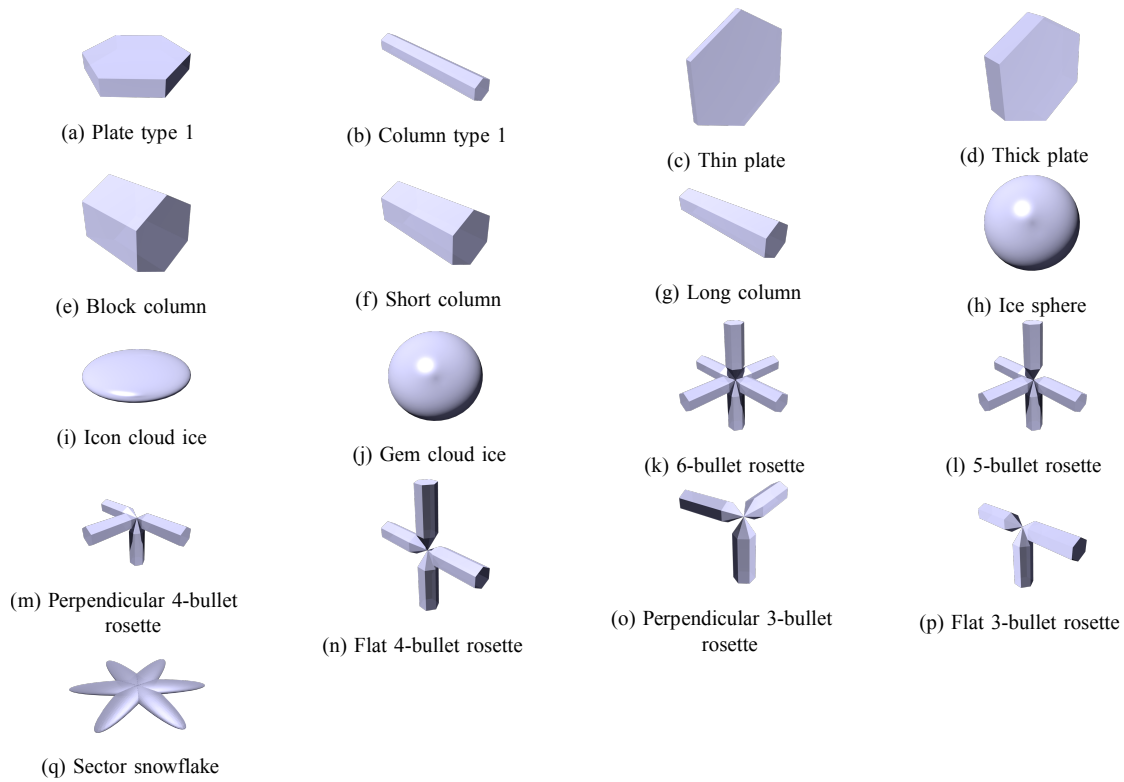 (a) Plate type 1
(b) Column type 1
(c) Thin plate
(d) Thick plate
(e) Block column
(f) Short column
(g) Long column
(h) Ice sphere
(i) Icon cloud ice
(j) Gem cloud ice
(k) 6-bullet rosette
(l) 5-bullet rosette
(m) Perpendicular 4-bullet
rosette
(n) Flat 4-bullet rosette
(o) Perpendicular 3-bullet
rosette
(p) Flat 3-bullet rosette
(q) Sector snowflake